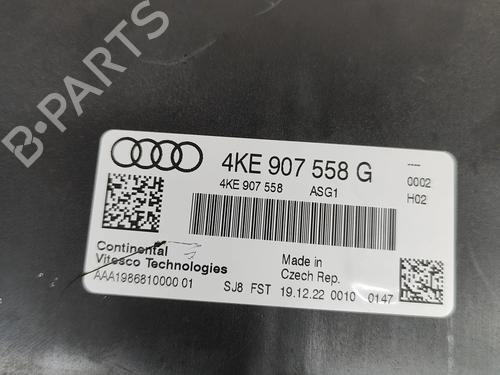 B-PARTS
4KE 907 558 G
---
0002
4KE 907 558 ASG1
H02
Continental
Vitesco Technologies
Made in
Czech Rep.
AAA1986810000 01
SJ8 FST 19.12.22 0010 0147